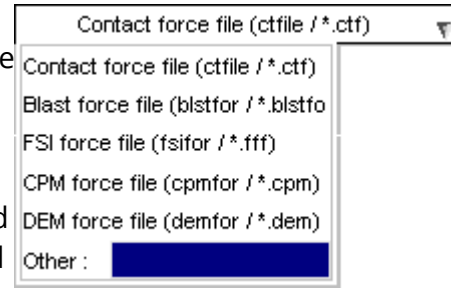 Contact force file (ctfile / *.ctf)
e
Contact force file (ctfile / *.ctf)
Blast force file (blstfor / *.blstfo
FSI force file (fsifor / *.fff)
CPM force file (cpmfor / *.cpm)
d
DEM force file (demfor / *.dem)
Other :